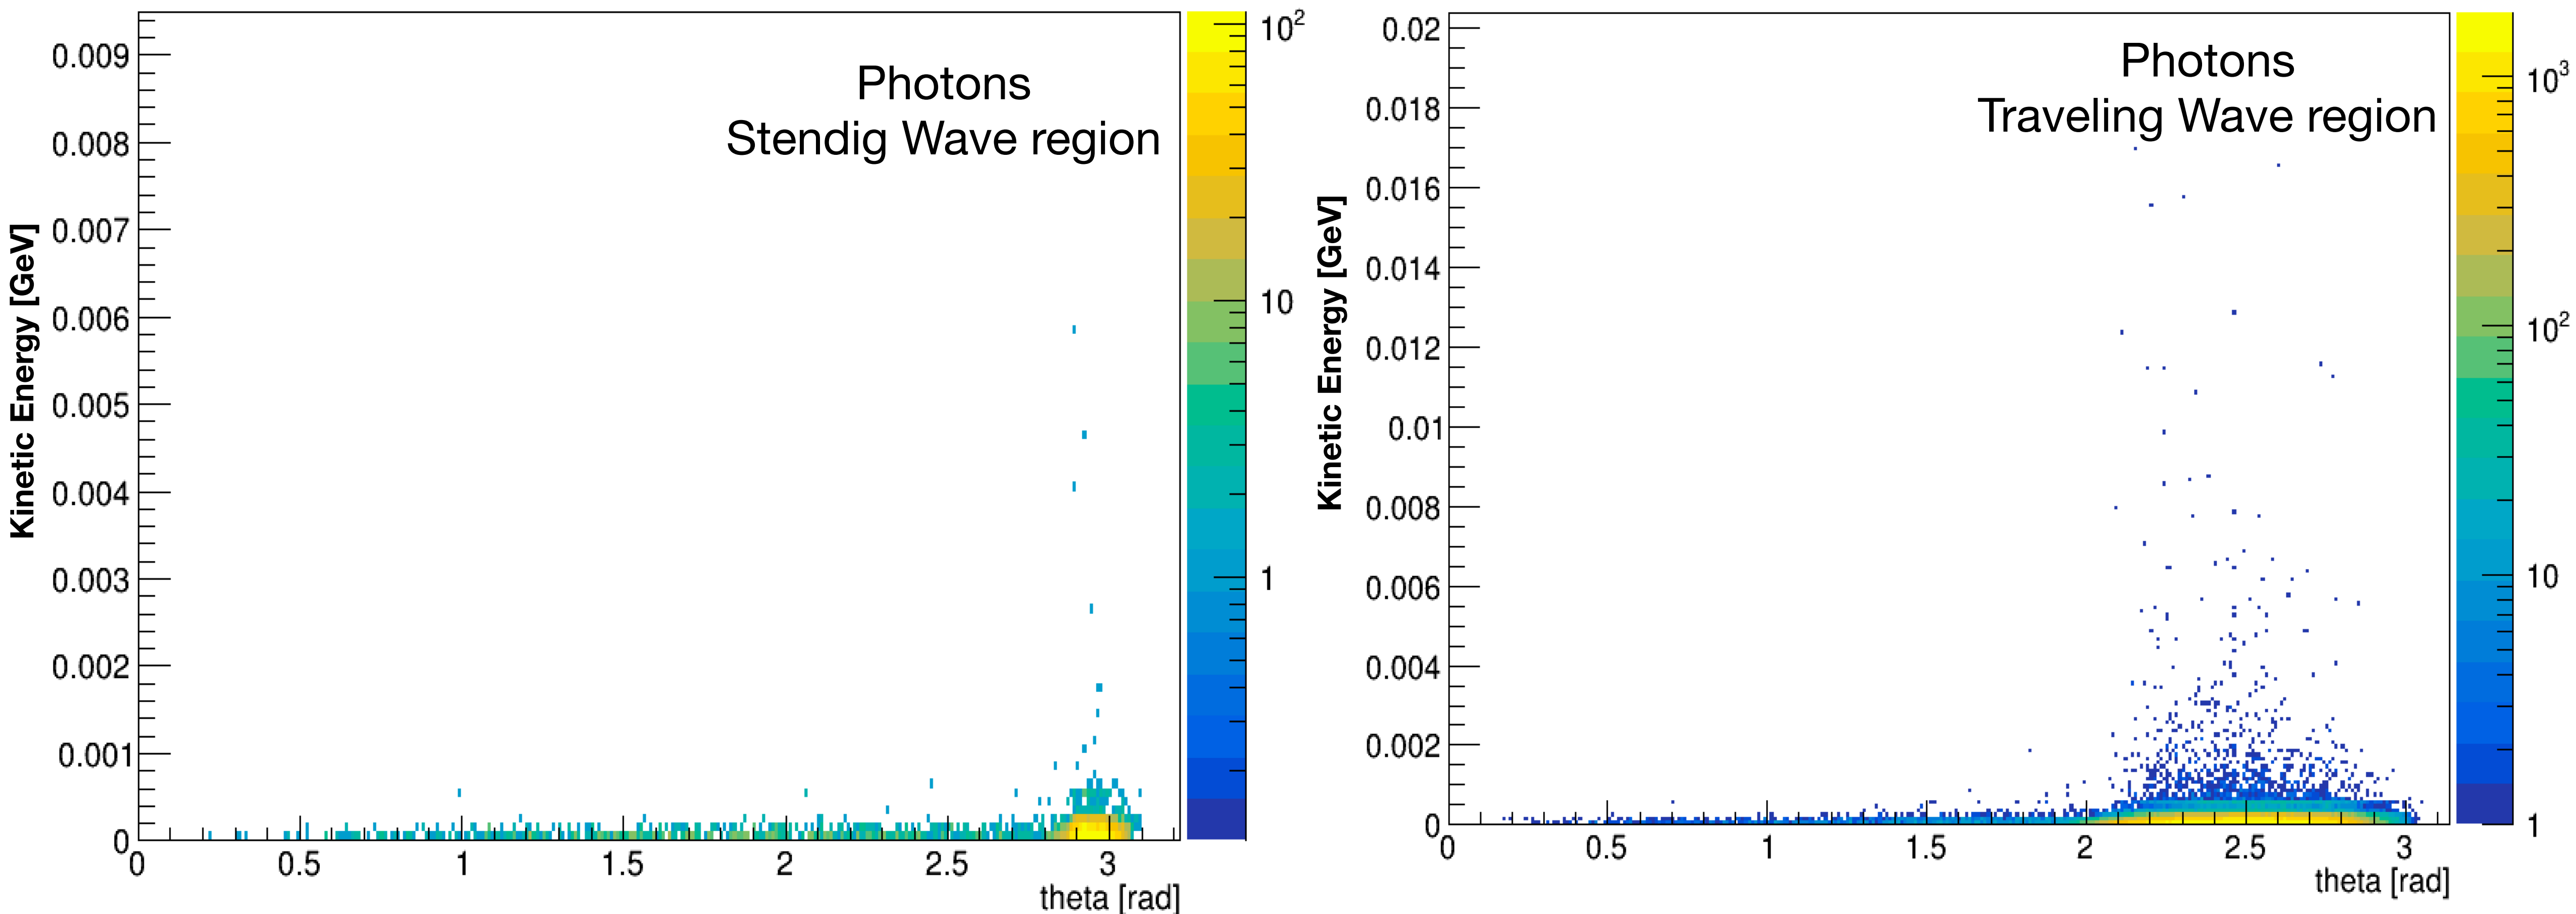 Photons
Stendig Wave region
Kinetic Energy [GeV]
0.009
0.008
0.007
0.006
0.005
0.004
0.003
0.002
0.001
0
0 0.5 1 1.5 2 2.5 3
theta [rad]
10²
10
1
Photons
Traveling Wave region
Kinetic Energy [GeV]
0.02
0.018
0.016
0.014
0.012
0.01
0.008
0.006
0.004
0.002
0
0 0.5 1 1.5 2 2.5 3
theta [rad]
10³
10²
10
1